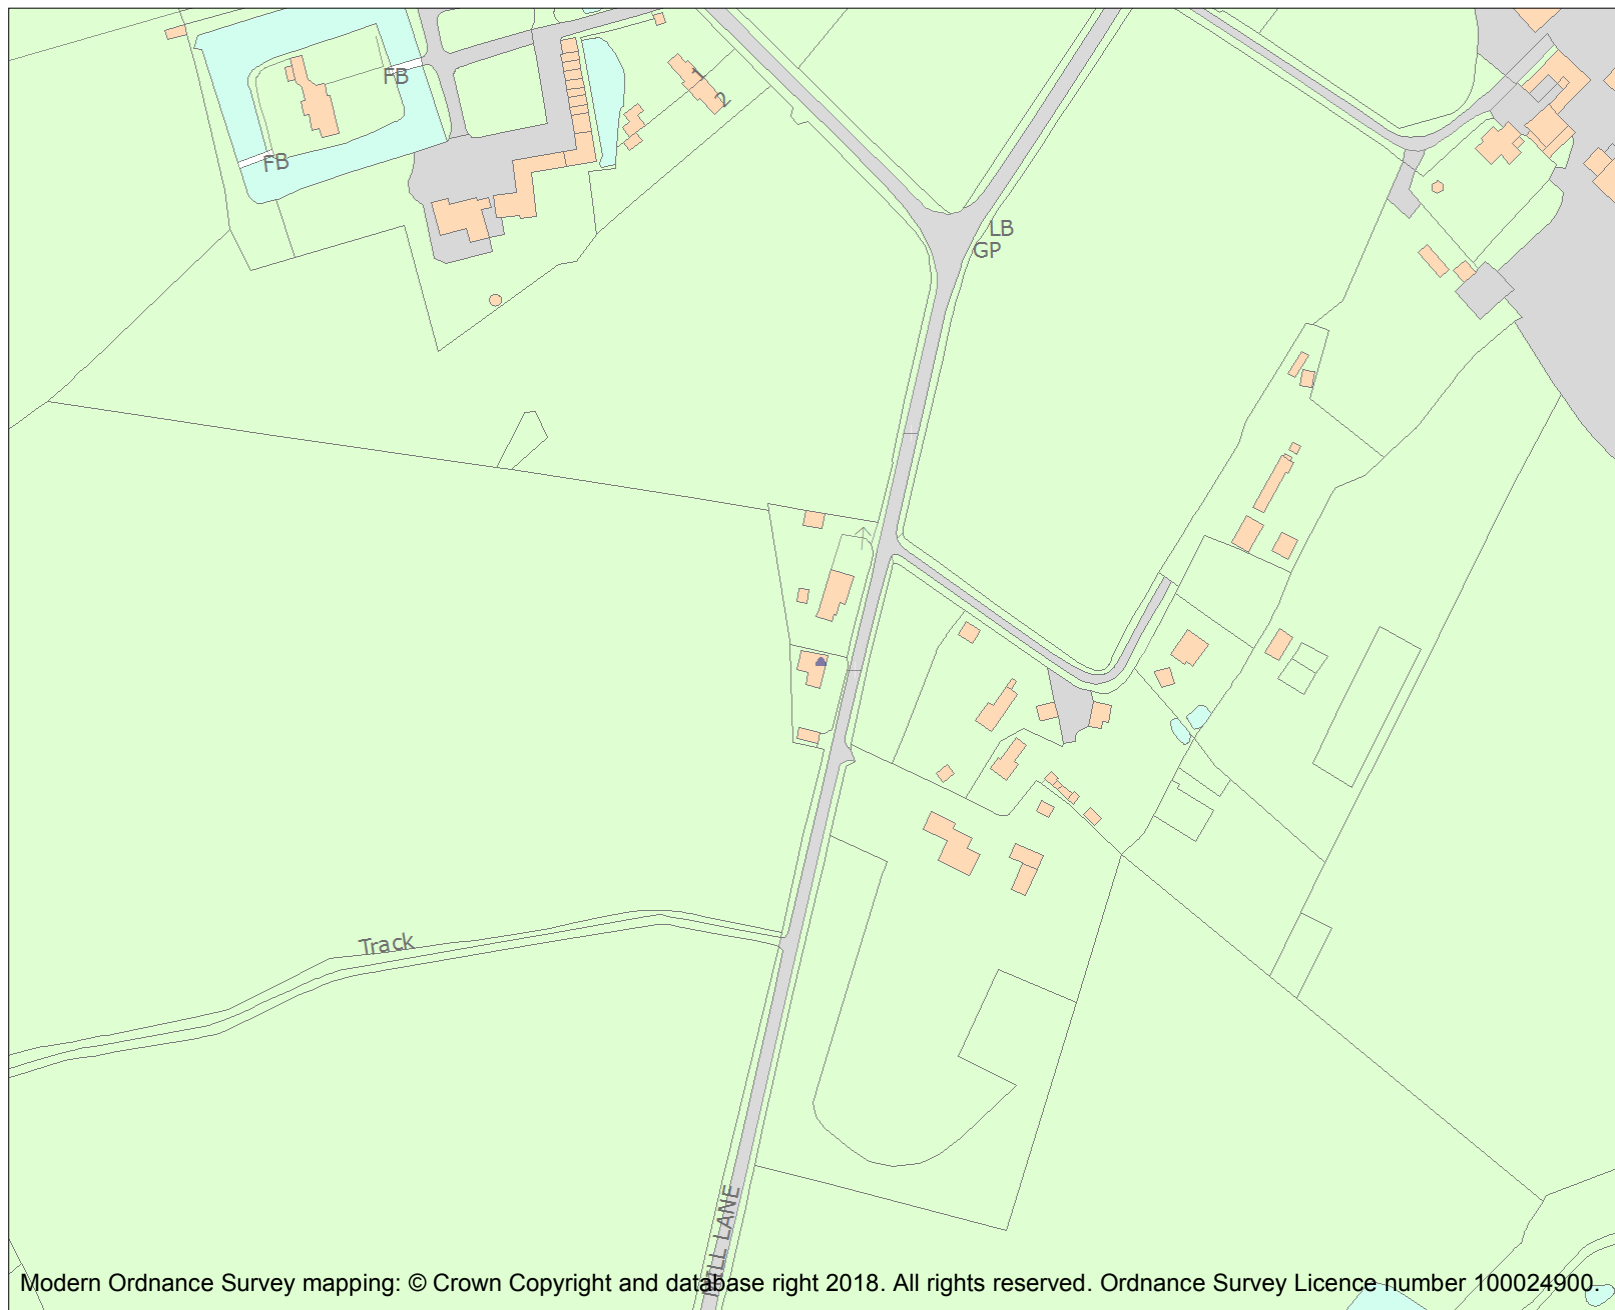 FB
1
2
FB
LB
GP
Track
MILL LANE
Modern Ordnance Survey mapping: © Crown Copyright and database right 2018. All rights reserved. Ordnance Survey Licence number 100024900.